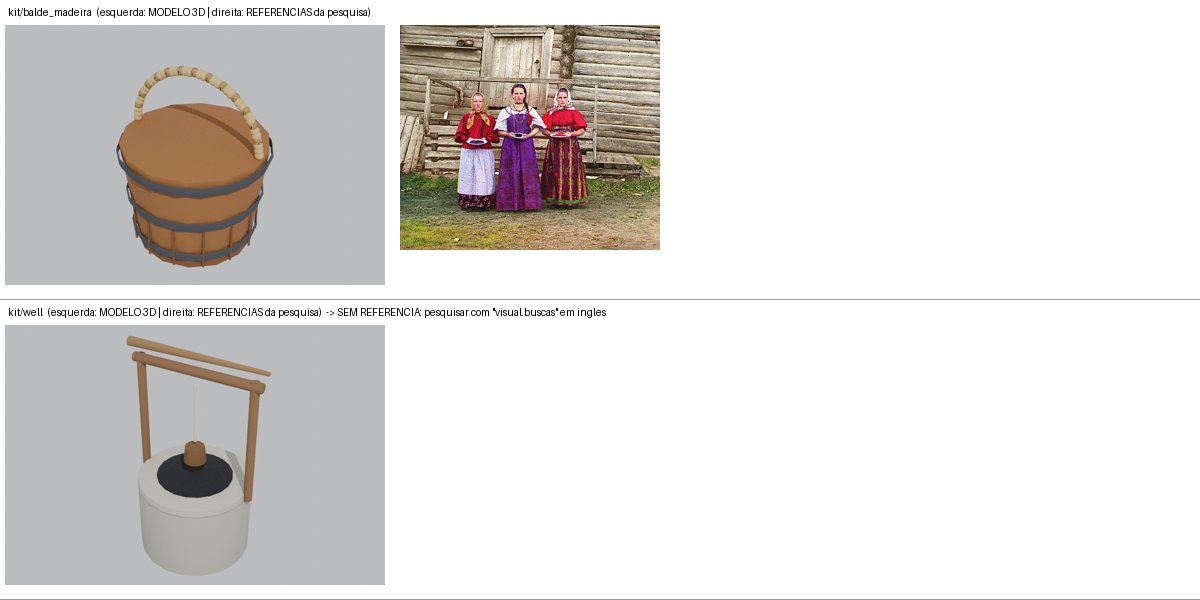 kit/balde_madeira (esquerda: MODELO 3D | direita: REFERENCIAS da pesquisa)
kit/well (esquerda: MODELO 3D | direita: REFERENCIAS da pesquisa) -> SEM REFERENCIA: pesquisar com "visual.buscas" em ingles